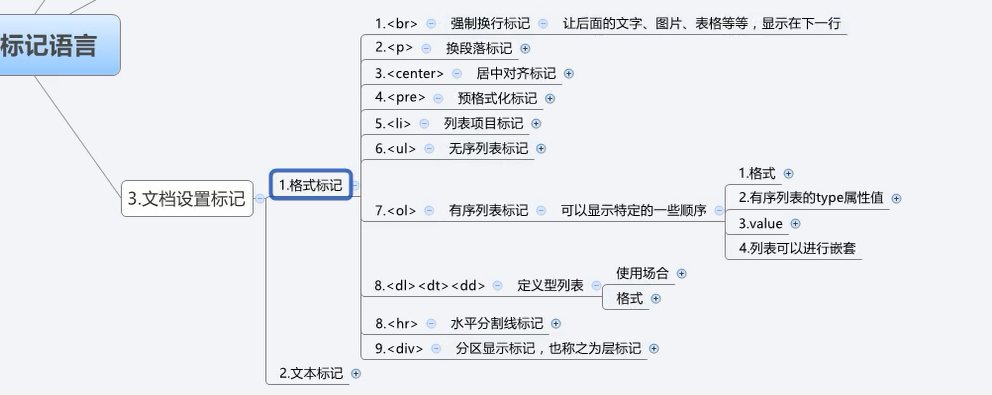 标记语言
3.文档设置标记
1.格式标记
1.<br> 强制换行标记 让后面的文字、图片、表格等等，显示在下一行
2.<p> 换段落标记
3.<center> 居中对齐标记
4.<pre> 预格式化标记
5.<li> 列表项目标记
6.<ul> 无序列表标记
7.<ol> 有序列表标记 可以显示特定的一些顺序
1.格式
2.有序列表的type属性值
3.value
4.列表可以进行嵌套
8.<dl><dt><dd> 定义型列表
使用场合
格式
8.<hr> 水平分割线标记
9.<div> 分区显示标记，也称之为层标记
2.文本标记